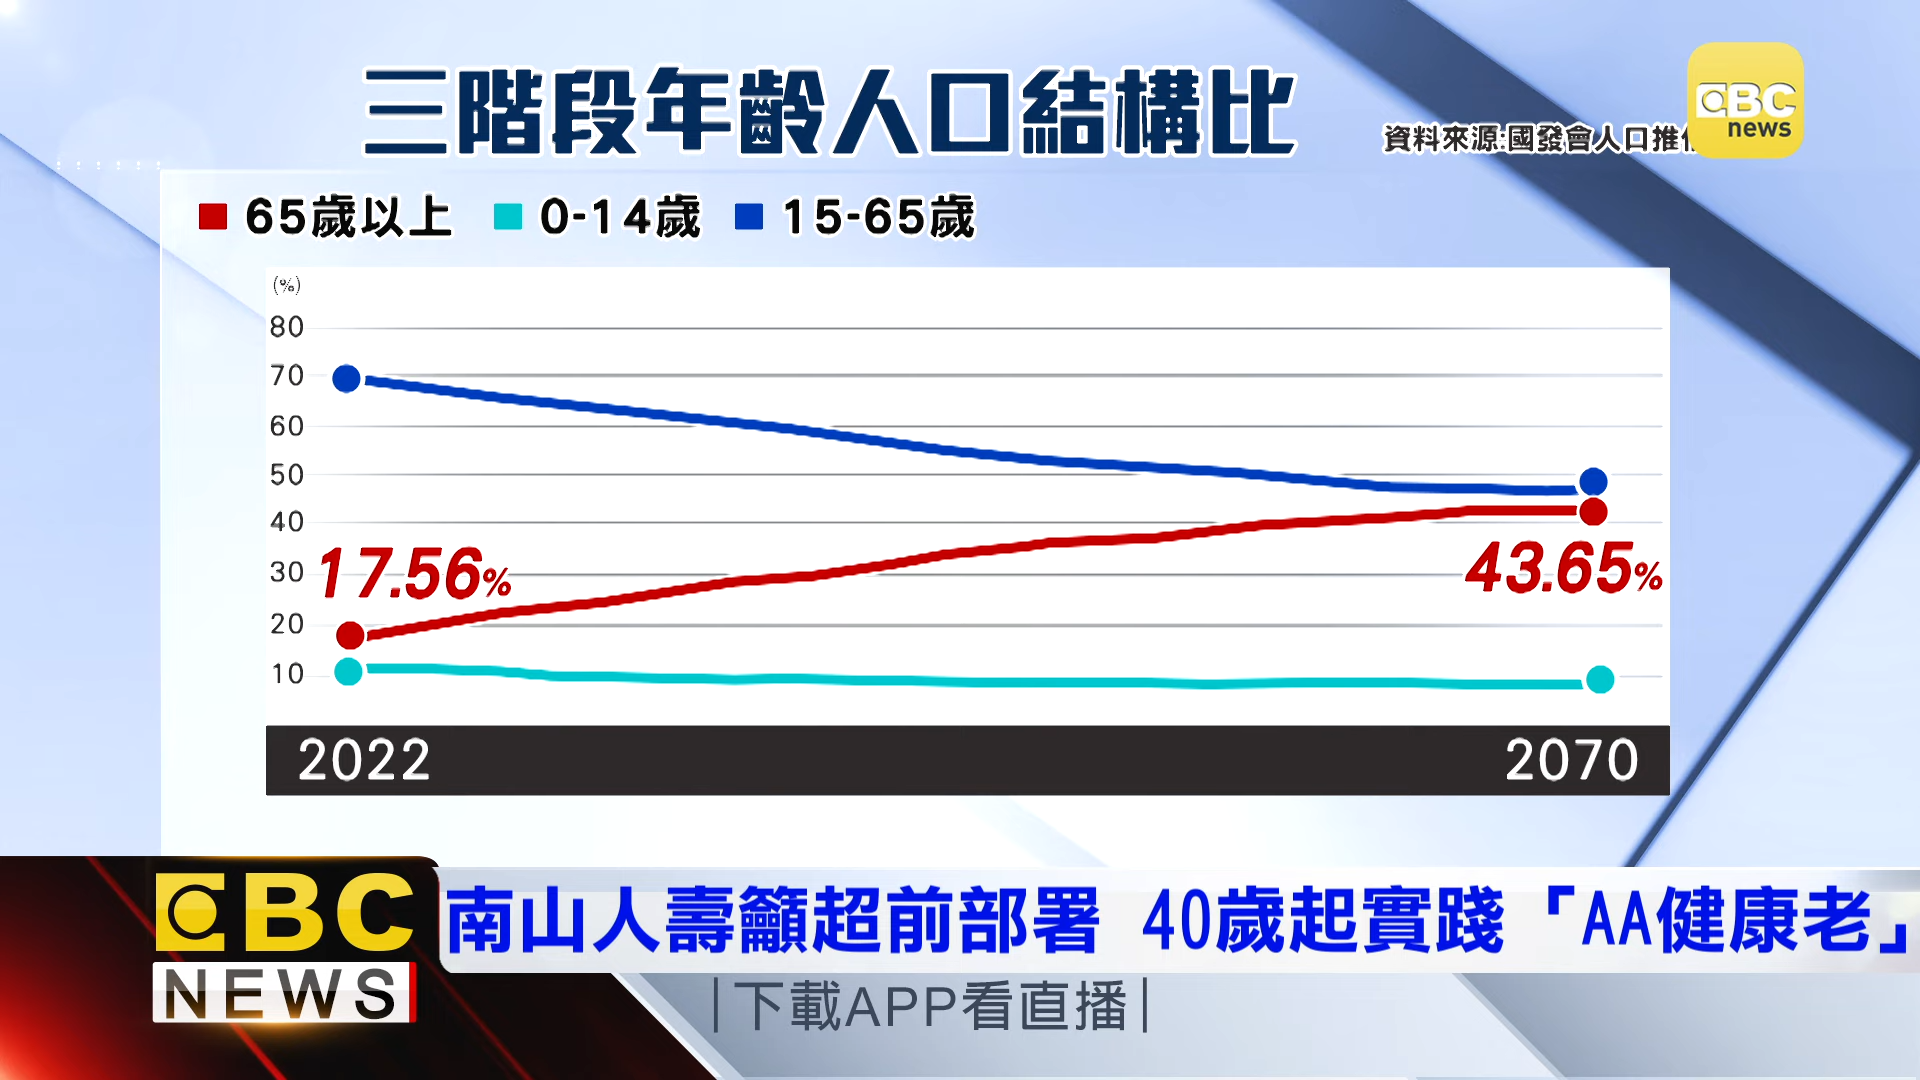 三階段年齡人口結構比
EBC
news
資料來源:國發會人口推
65歲以上 0-14歲 15-65歲
(%)
80
70
60
50
40
30
20
10
17.56%
43.65%
2022 2070
EBC
NEWS
南山人壽籲超前部署 40歲起實踐「AA健康老」
|下載APP看直播|